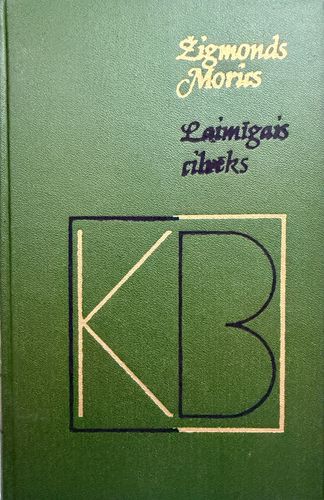 Žigmonds
Morics
Laimīgais
cilvēks
KB